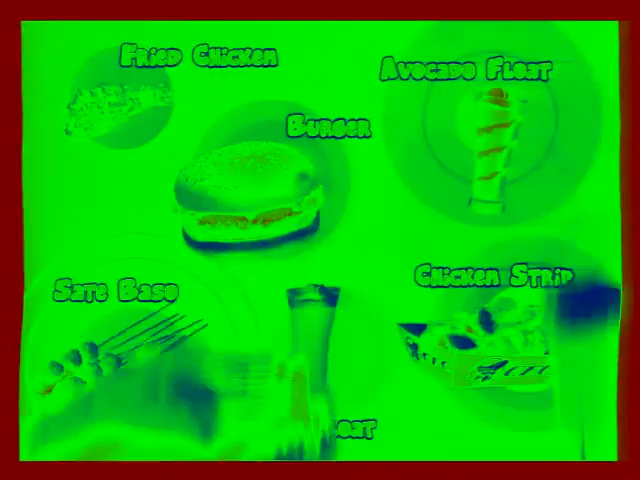 Fried Chicken
Avocado Float
Burger
Chicken Strip
Sate Baso